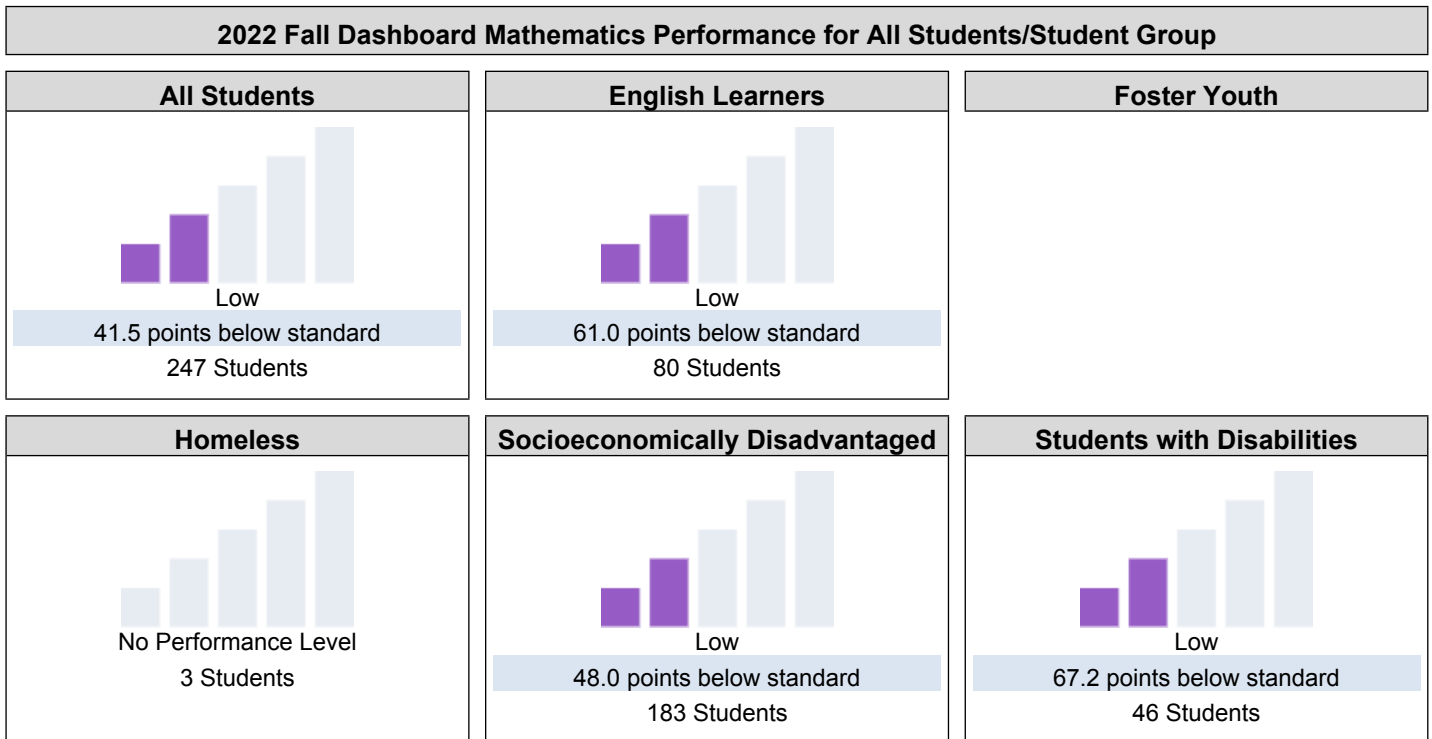 2022 Fall Dashboard Mathematics Performance for All Students/Student Group
All Students
Low
41.5 points below standard
247 Students
English Learners
Low
61.0 points below standard
80 Students
Foster Youth
Homeless
No Performance Level
3 Students
Socioeconomically Disadvantaged
Low
48.0 points below standard
183 Students
Students with Disabilities
Low
67.2 points below standard
46 Students